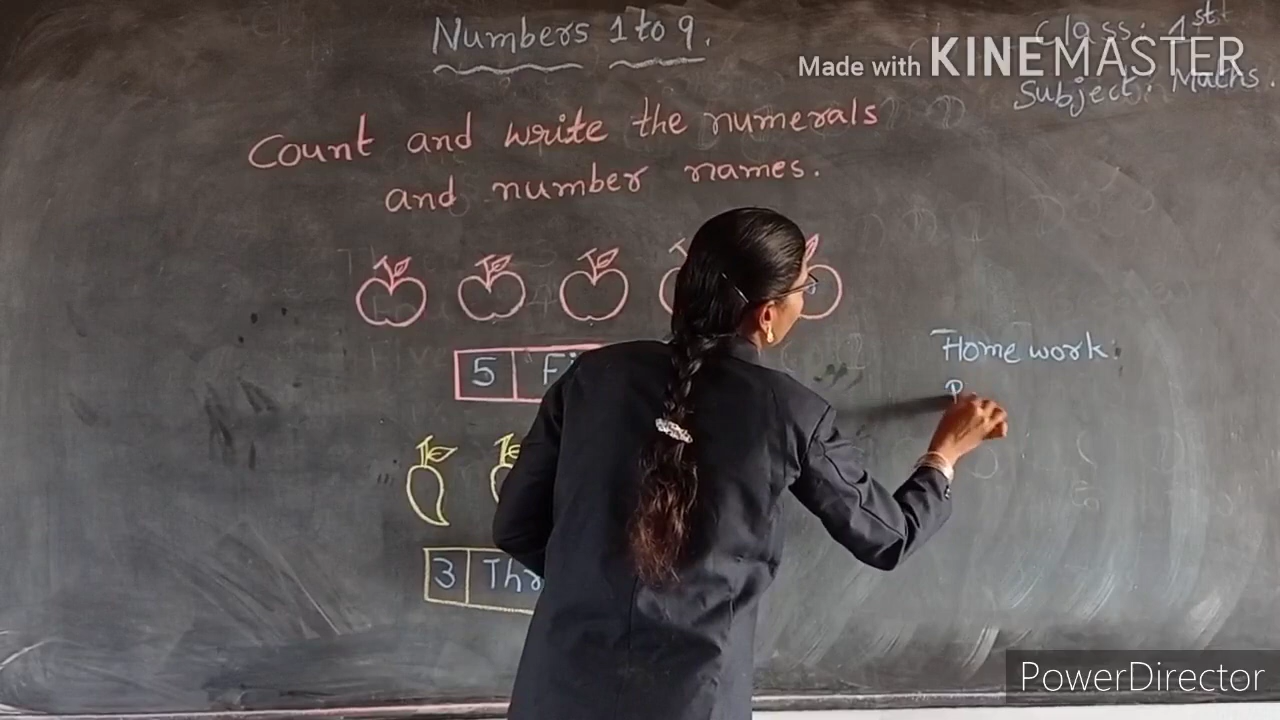 Numbers 1 to 9.
Class: 1st
Made with KINEMASTER
Subject: Maths.
Count and write the numerals
and number names.
5 Fi
Home work:
P
3 Thr
PowerDirector